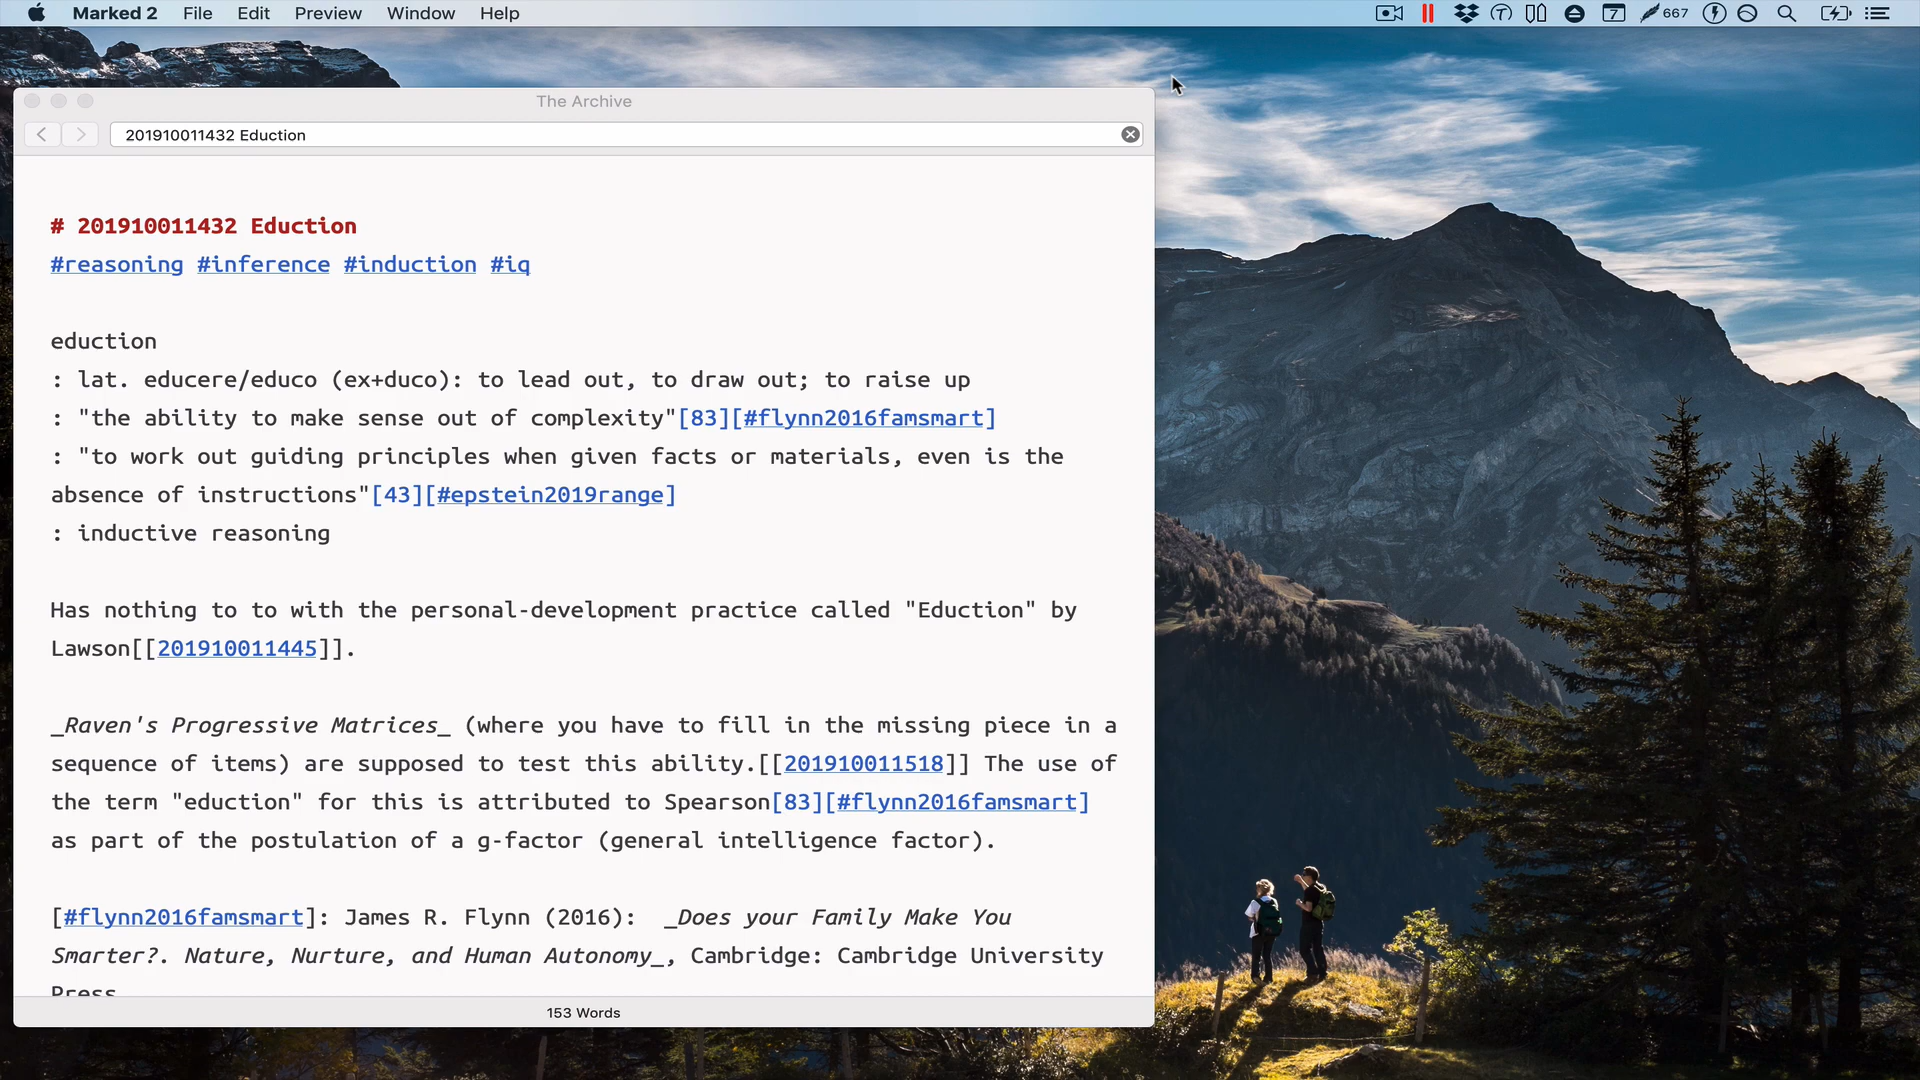 Marked 2 File Edit Preview Window Help 7 667
The Archive
201910011432 Eduction
# 201910011432 Eduction
#reasoning #inference #induction #iq
eduction
: lat. educere/educo (ex+duco): to lead out, to draw out; to raise up
: "the ability to make sense out of complexity"[83][#flynn2016famsmart]
: "to work out guiding principles when given facts or materials, even is the
absence of instructions"[43][#epstein2019range]
: inductive reasoning
Has nothing to to with the personal-development practice called "Eduction" by
Lawson[[201910011445]].
_Raven's Progressive Matrices_ (where you have to fill in the missing piece in a
sequence of items) are supposed to test this ability.[[201910011518]] The use of
the term "eduction" for this is attributed to Spearson[83][#flynn2016famsmart]
as part of the postulation of a g-factor (general intelligence factor).
[#flynn2016famsmart]: James R. Flynn (2016):  _Does your Family Make You
Smarter?. Nature, Nurture, and Human Autonomy_, Cambridge: Cambridge University
Press
153 Words